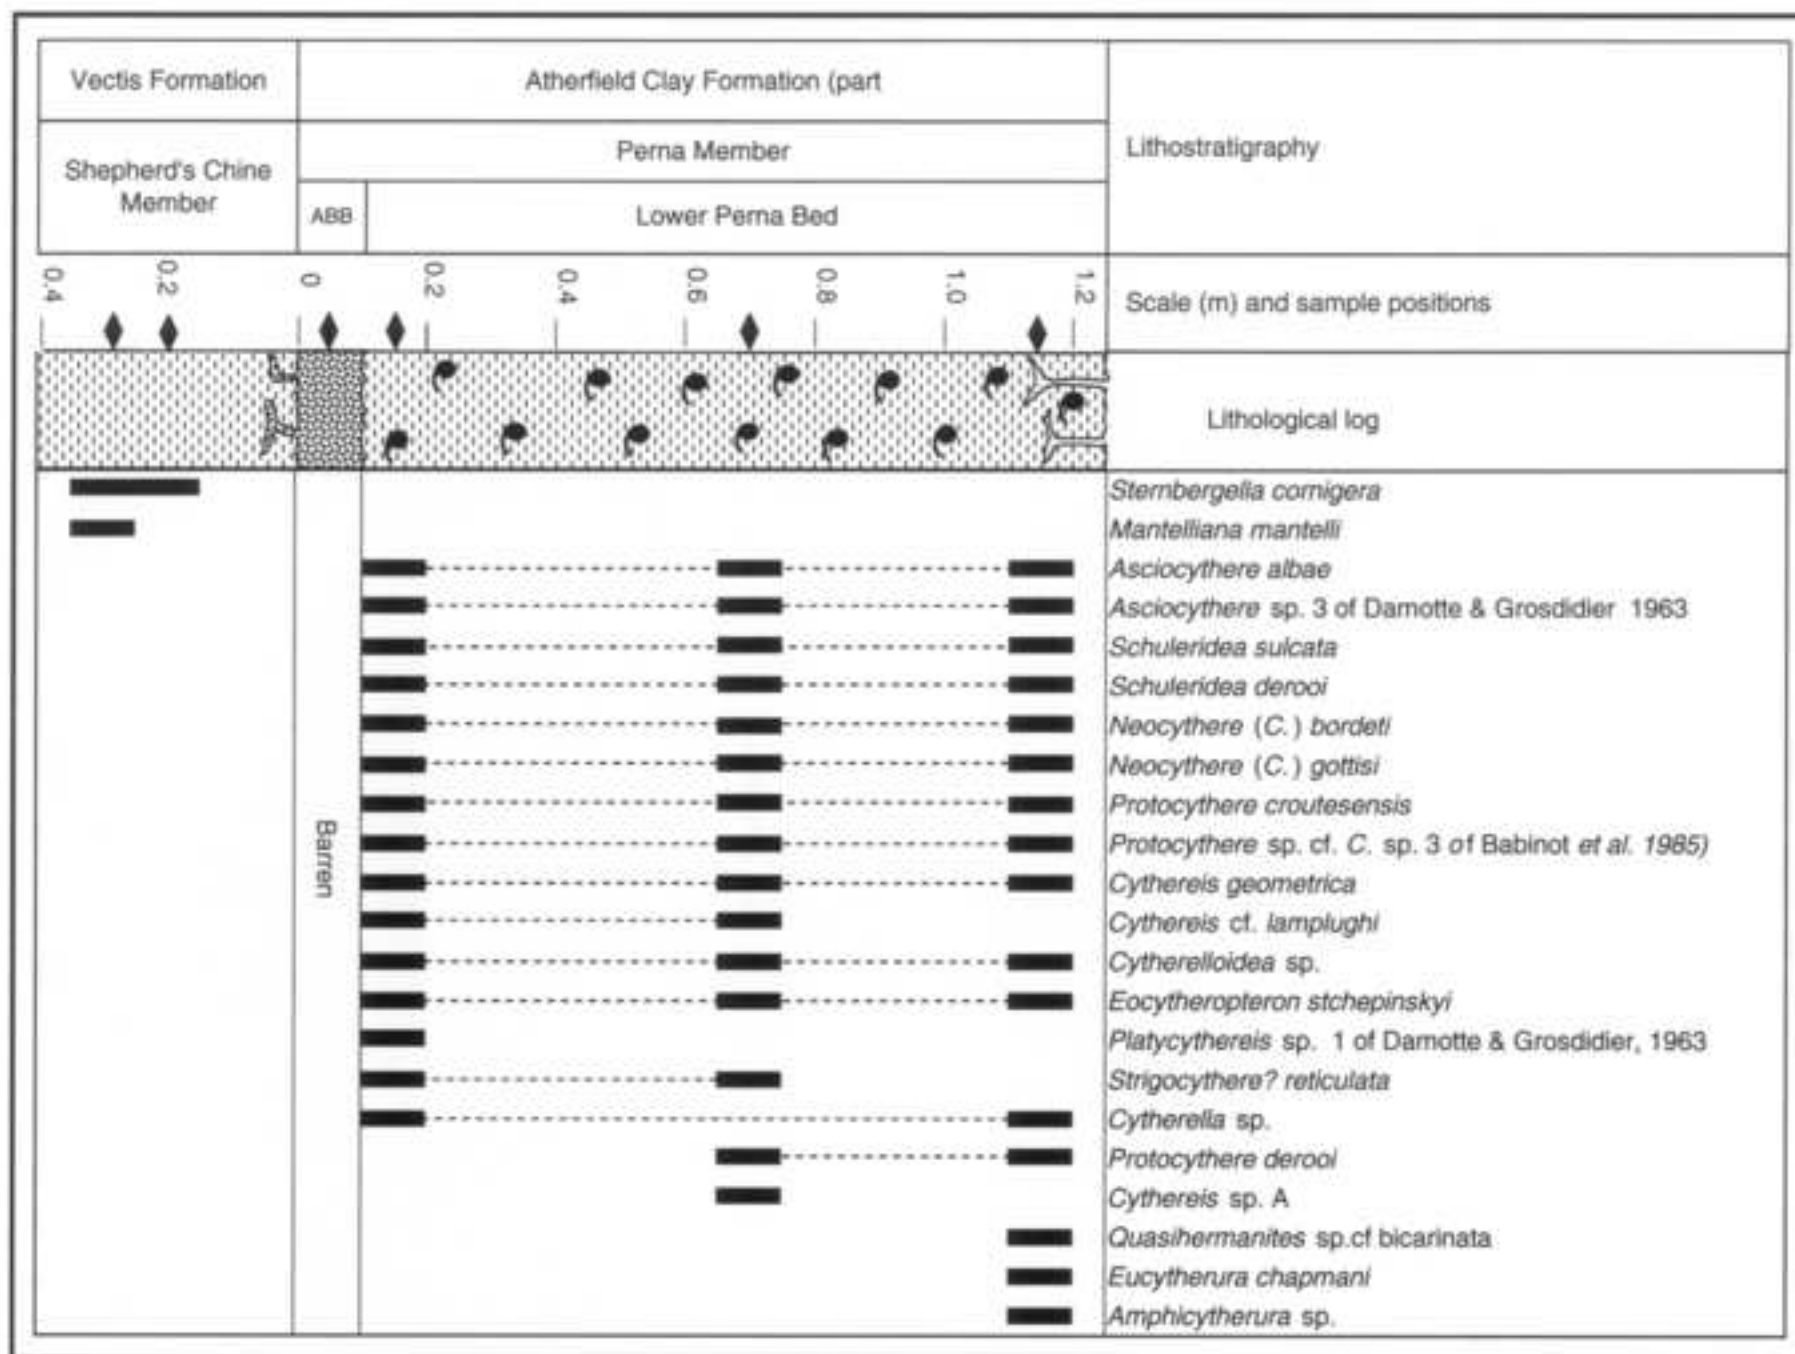 Vectis Formation
Atherfield Clay Formation (part
Lithostratigraphy
Shepherd's Chine
Member
Perna Member
ABB
Lower Perna Bed
0.4
0.2
0
0.2
0.4
0.6
0.8
1.0
1.2
Scale (m) and sample positions
Lithological log
Barren
Sternbergella cornigera
Mantelliana mantelli
Asciocythere albae
Asciocythere sp. 3 of Damotte & Grosdidier 1963
Schuleridea sulcata
Schuleridea derooi
Neocythere (C.) bordeti
Neocythere (C.) gottisi
Protocythere croutesensis
Protocythere sp. cf. C. sp. 3 of Babinot et al. 1985)
Cythereis geometrica
Cythereis cf. lamplughi
Cytherelloidea sp.
Eocytheropteron stchepinskyi
Platycythereis sp. 1 of Damotte & Grosdidier, 1963
Strigocythere? reticulata
Cytherella sp.
Protocythere derooi
Cythereis sp. A
Quasihermanites sp.cf bicarinata
Eucytherura chapmani
Amphicytherura sp.